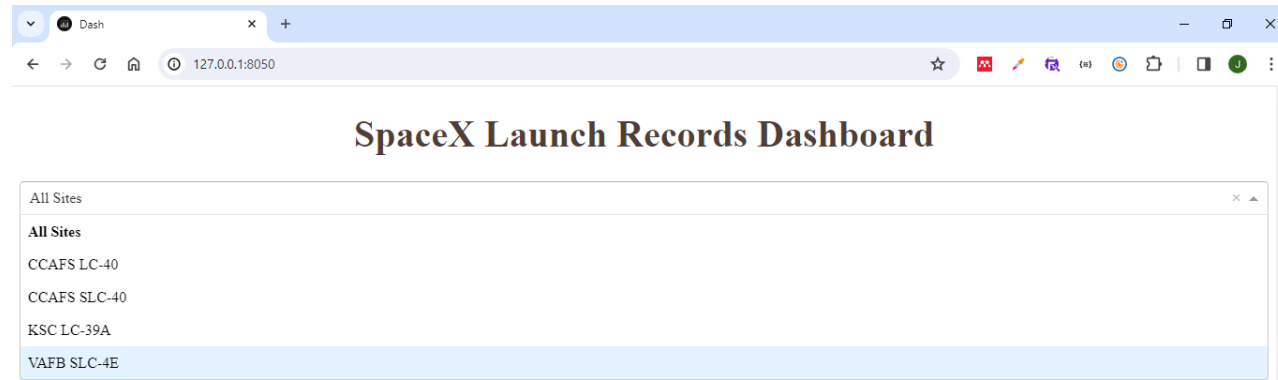 Dash
127.0.0.1:8050
{=}
J
SpaceX Launch Records Dashboard
All Sites
All Sites
CCAFS LC-40
CCAFS SLC-40
KSC LC-39A
VAFB SLC-4E